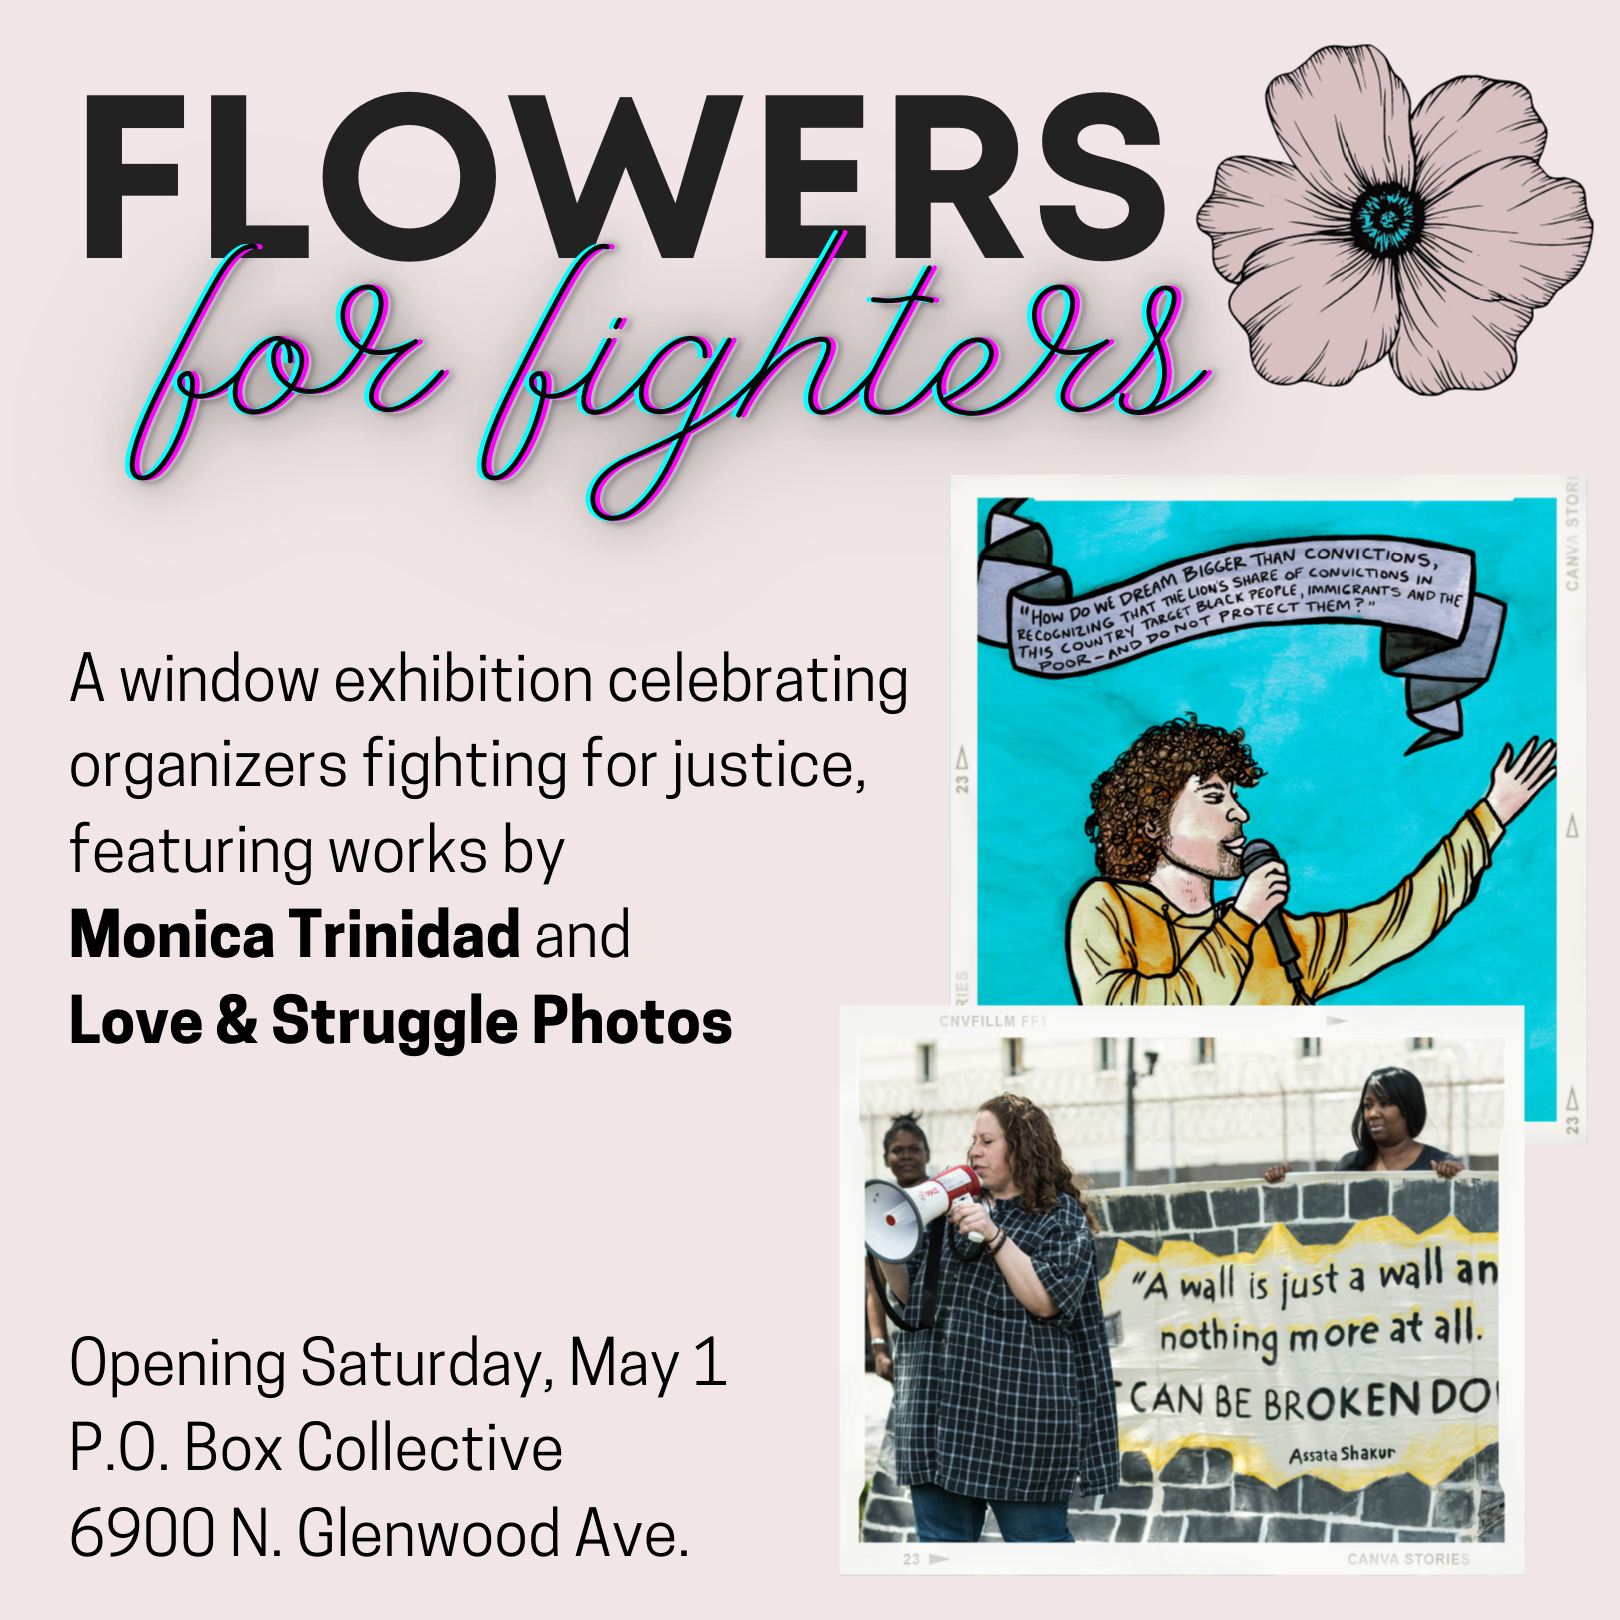 FLOWERS
for fighters
A window exhibition celebrating
organizers fighting for justice,
featuring works by
Monica Trinidad and
Love & Struggle Photos
"HOW DO WE DREAM BIGGER THAN CONVICTIONS,
RECOGNIZING THAT THE LION'S SHARE OF CONVICTIONS IN
THIS COUNTRY TARGET BLACK PEOPLE, IMMIGRANTS AND THE
POOR-AND DO NOT PROTECT THEM?"
CANVA STORI
23
RIES
23
CNVFILLM FF1
"A wall is just a wall an
nothing more at all.
CAN BE BROKEN DO
Assata Shakur
23
CANVA STORIES
Opening Saturday, May 1
P.O. Box Collective
6900 N. Glenwood Ave.